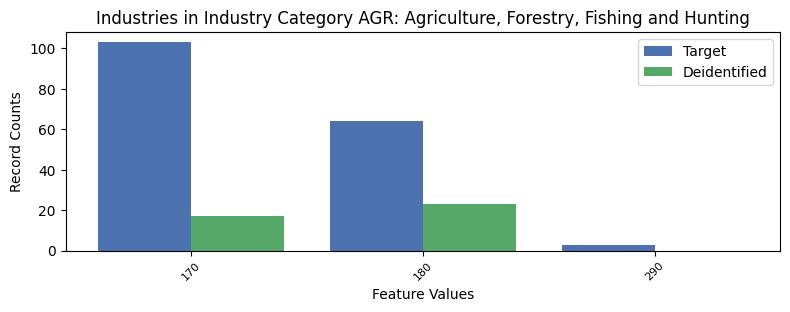 Industries in Industry Category AGR: Agriculture, Forestry, Fishing and Hunting
Target
Deidentified
Record Counts
100
80
60
40
20
0
170
180
290
Feature Values